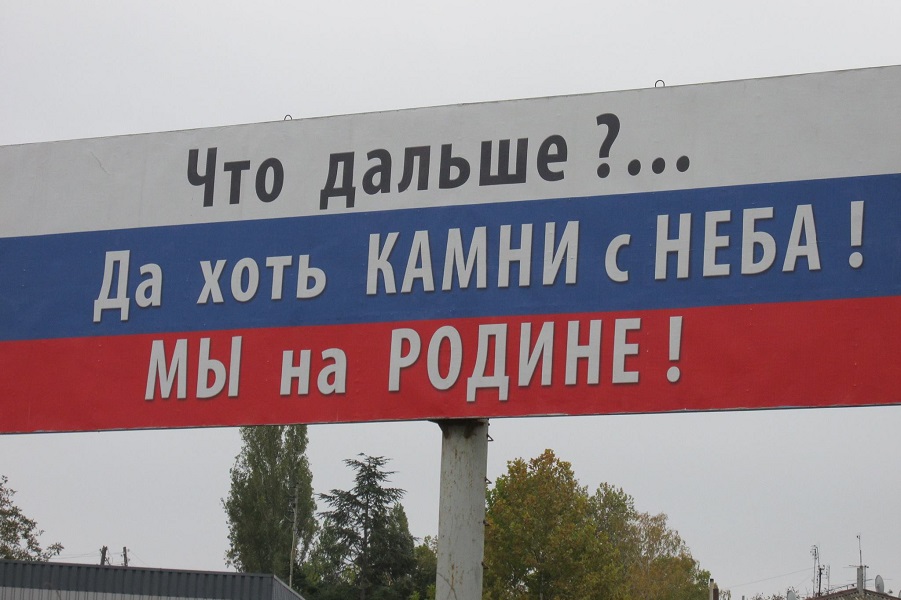 Что дальше ?...
Да хоть КАМНИ с НЕБА !
МЫ на РОДИНЕ !